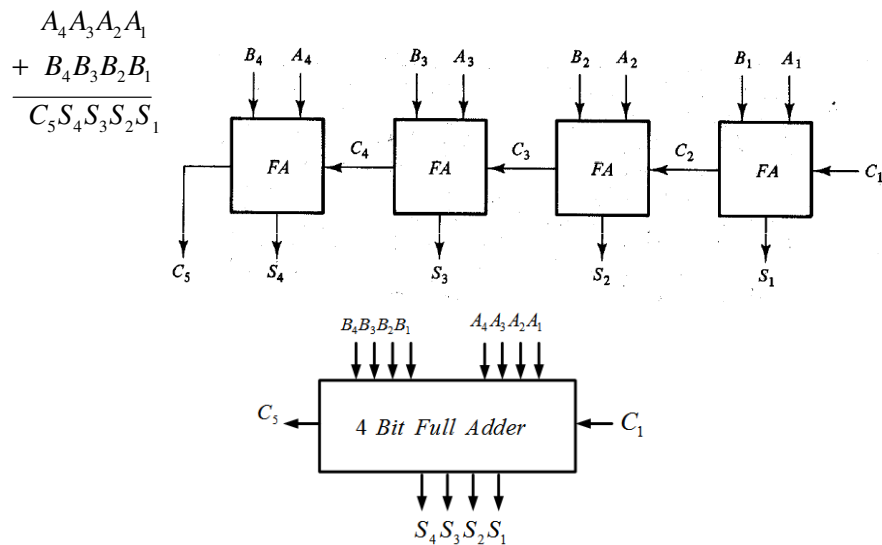 A₄A₃A₂A₁
+ B₄B₃B₂B₁
C₅S₄S₃S₂S₁
B₄ A₄ B₃ A₃ B₂ A₂ B₁ A₁
FA C₄ FA C₃ FA C₂ FA C₁
C₅ S₄ S₃ S₂ S₁
B₄B₃B₂B₁ A₄A₃A₂A₁
C₅ 4 Bit Full Adder C₁
S₄S₃S₂S₁